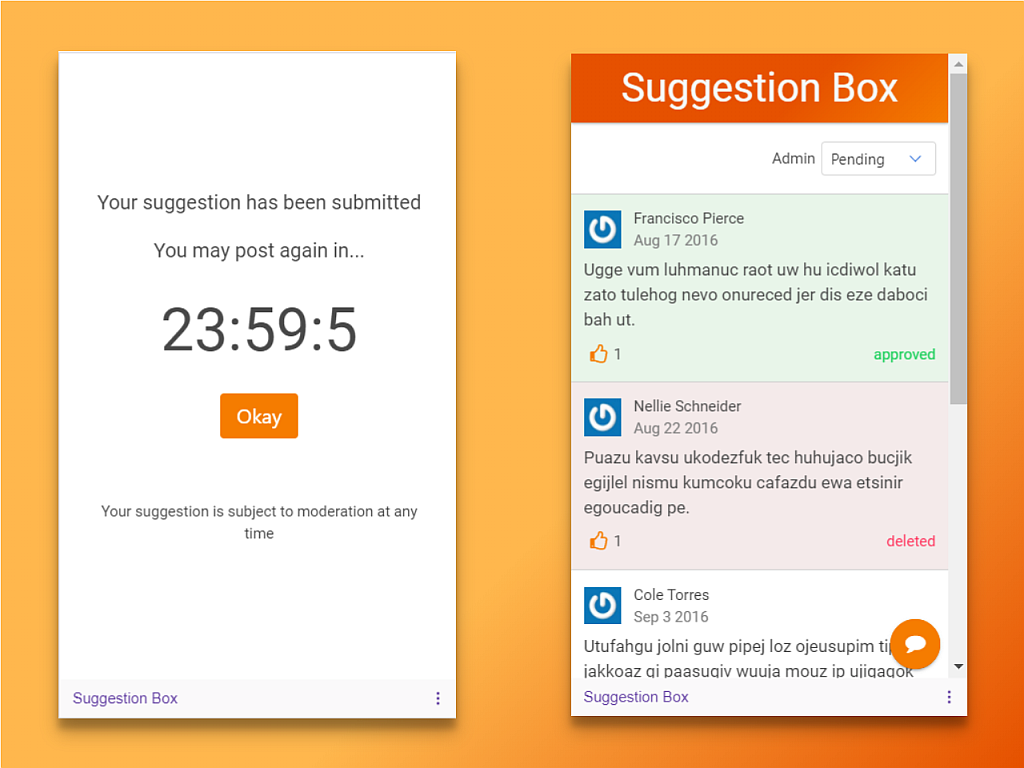 Your suggestion has been submitted
You may post again in...
23:59:5
Okay
Your suggestion is subject to moderation at any
time
Suggestion Box
Suggestion Box
Admin Pending
Francisco Pierce
Aug 17 2016
Ugge vum luhmanuc raot uw hu icdiwol katu
zato tulehog nevo onureced jer dis eze daboci
bah ut.
1 approved
Nellie Schneider
Aug 22 2016
Puazu kavsu ukodezfuk tec huhujaco bucjik
egijlel nismu kumcoku cafazdu ewa etsinir
egoucadig pe.
1 deleted
Cole Torres
Sep 3 2016
Utufahgu jolni guw pipej loz ojeusupim
jakkoaz gi paasugiv wuuja mouz ip ujigagok
Suggestion Box